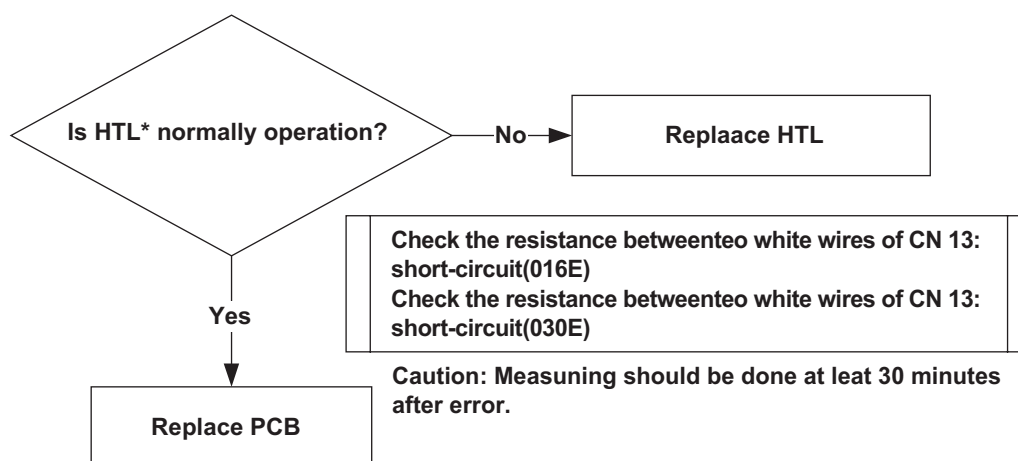 Is HTL* normally operation?
No
Replaace HTL
Check the resistance betweenteo white wires of CN 13:
short-circuit(016E)
Check the resistance betweenteo white wires of CN 13:
short-circuit(030E)
Yes
Caution: Measuning should be done at leat 30 minutes
after error.
Replace PCB